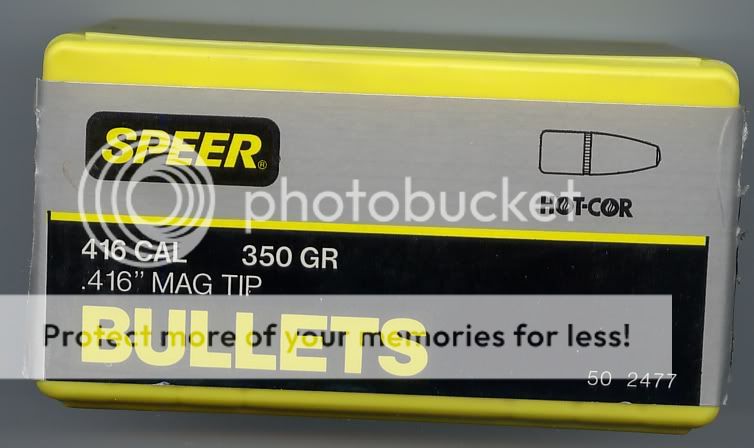 SPEER®
HOT-COR
416 CAL 350 GR
.416" MAG TIP
BULLETS
50 2477
photobucket
Protect more of your memories for less!